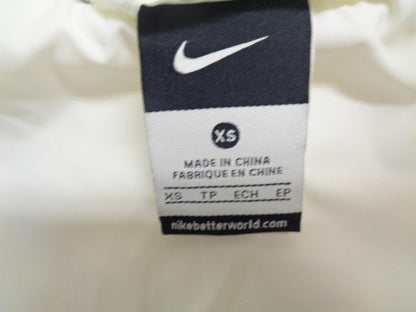 XS
MADE IN CHINA
FABRIQUE EN CHINE
XS TP ECH EP
nikebetterworld.com